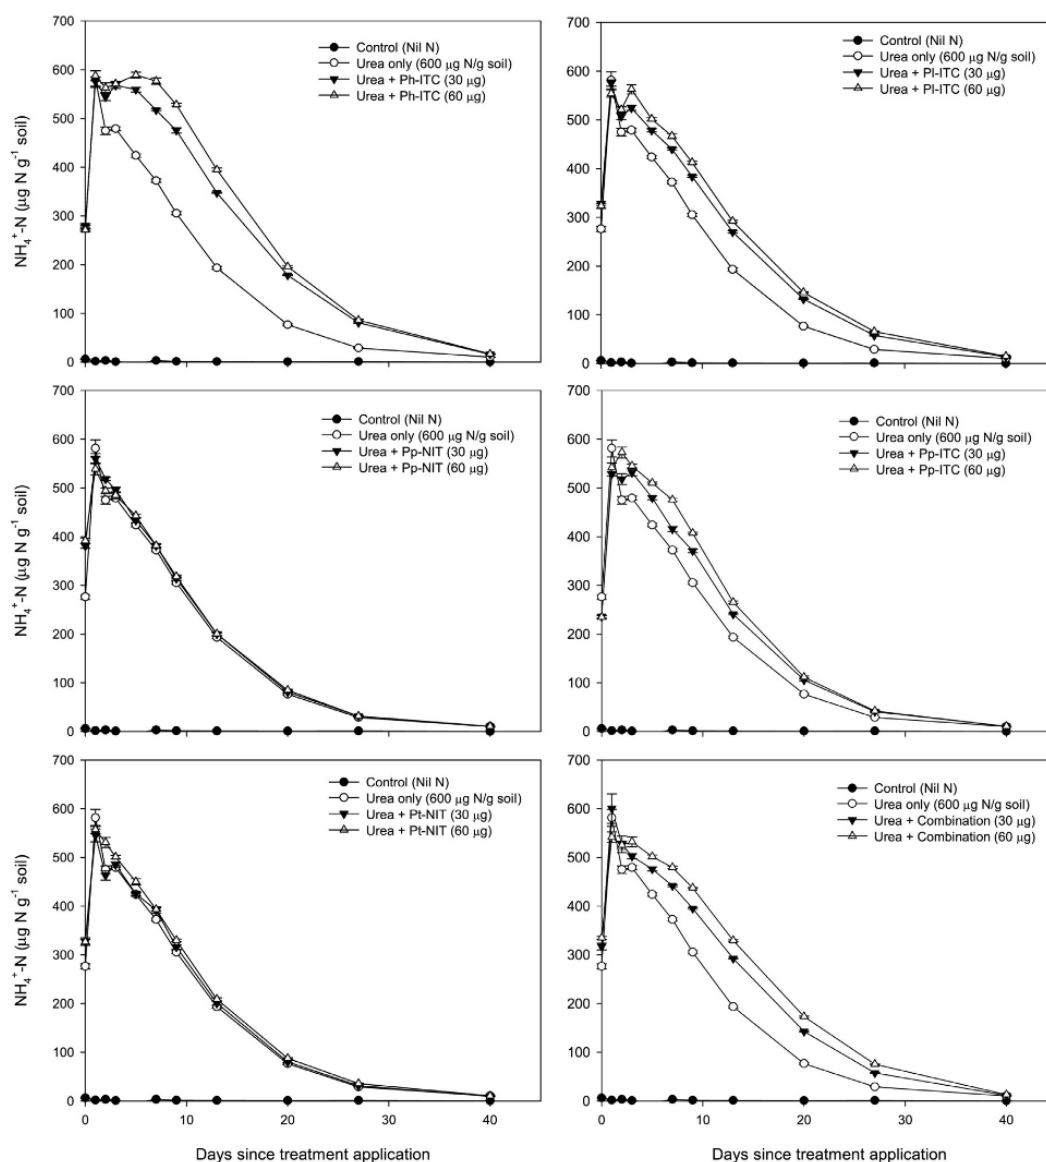 700
600
500
400
300
200
100
0
NH₄⁺-N (μg N g⁻¹ soil)
Control (Nil N)
Urea only (600 μg N/g soil)
Urea + Ph-ITC (30 μg)
Urea + Ph-ITC (60 μg)
700
600
500
400
300
200
100
0
Control (Nil N)
Urea only (600 μg N/g soil)
Urea + Pl-ITC (30 μg)
Urea + Pl-ITC (60 μg)
700
600
500
400
300
200
100
0
NH₄⁺-N (μg N g⁻¹ soil)
Control (Nil N)
Urea only (600 μg N/g soil)
Urea + Pp-NIT (30 μg)
Urea + Pp-NIT (60 μg)
700
600
500
400
300
200
100
0
Control (Nil N)
Urea only (600 μg N/g soil)
Urea + Pp-ITC (30 μg)
Urea + Pp-ITC (60 μg)
700
600
500
400
300
200
100
0
NH₄⁺-N (μg N g⁻¹ soil)
Control (Nil N)
Urea only (600 μg N/g soil)
Urea + Pt-NIT (30 μg)
Urea + Pt-NIT (60 μg)
0 10 20 30 40
Days since treatment application
700
600
500
400
300
200
100
0
Control (Nil N)
Urea only (600 μg N/g soil)
Urea + Combination (30 μg)
Urea + Combination (60 μg)
0 10 20 30 40
Days since treatment application